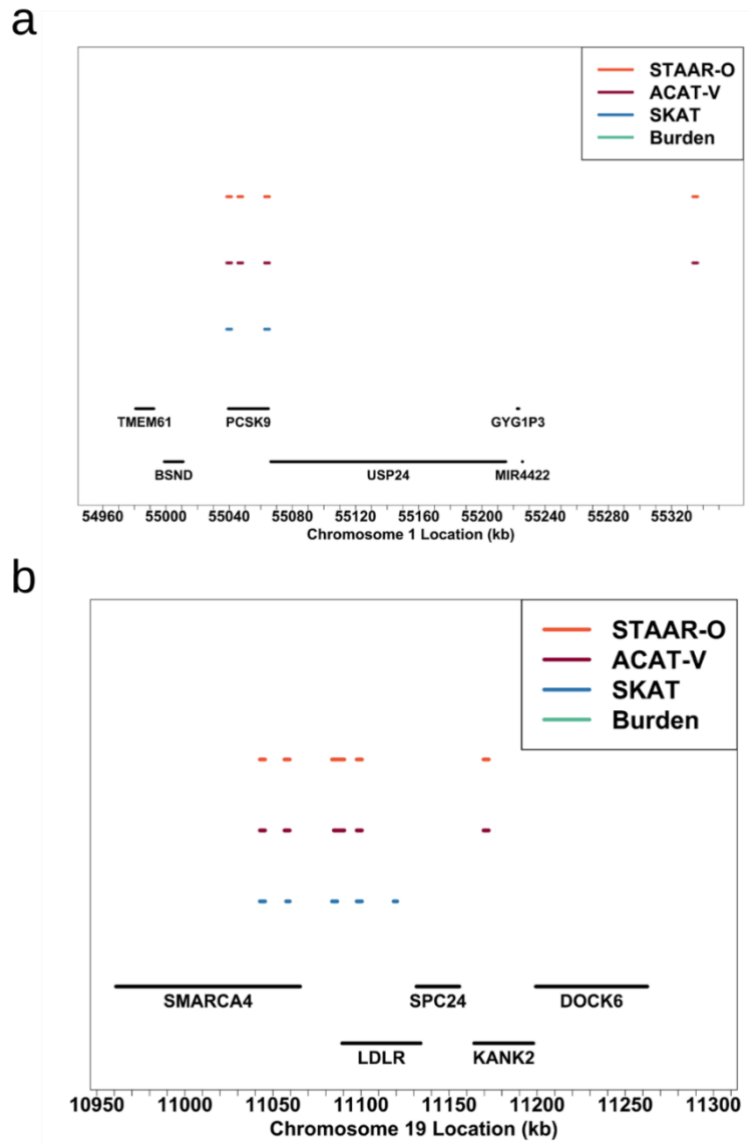 a
STAAR-O
ACAT-V
SKAT
Burden
TMEM61 PCSK9 GYG1P3
BSND USP24 MIR4422
54960 55000 55040 55080 55120 55160 55200 55240 55280 55320
Chromosome 1 Location (kb)
b
STAAR-O
ACAT-V
SKAT
Burden
SMARCA4 SPC24 DOCK6
LDLR KANK2
10950 11000 11050 11100 11150 11200 11250 11300
Chromosome 19 Location (kb)